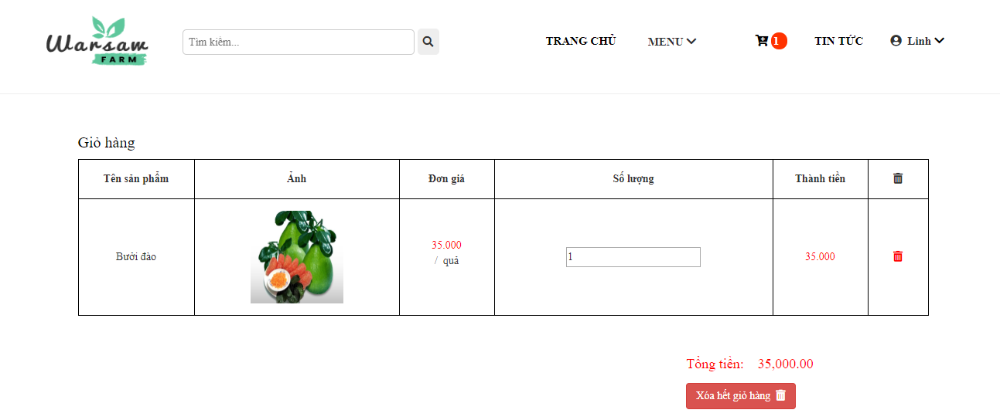 Warsaw
FARM
Tìm kiếm...
TRANG CHỦ
MENU
1
TIN TỨC
Linh
Giỏ hàng
Tên sản phẩm
Ảnh
Đơn giá
Số lượng
Thành tiền
Bưởi đào
35.000
/ quả
1
35.000
Tổng tiền: 35,000.00
Xóa hết giỏ hàng